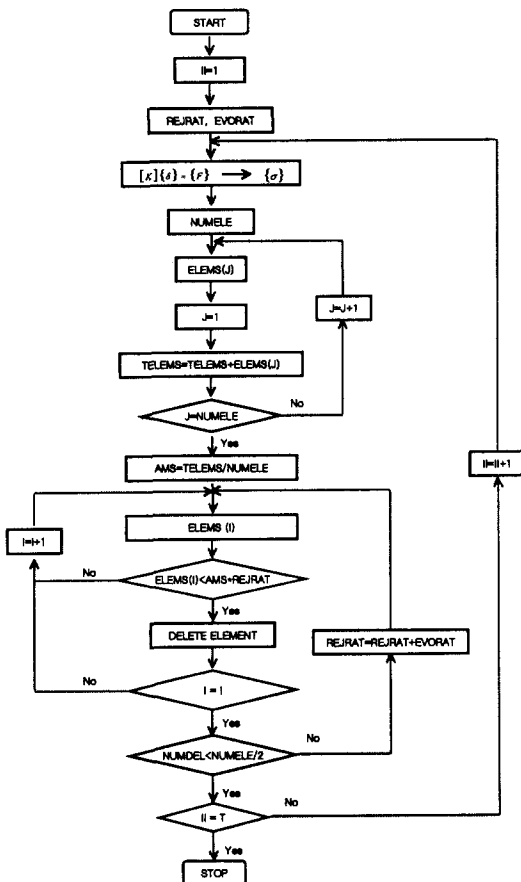 START
II=1
REJRAT, EVORAT
[K]{δ} = {F} ⟶ {σ}
NUMELE
ELEMS(J)
J=J+1
J=1
TELEMS=TELEMS+ELEMS(J)
No
J=NUMELE
Yes
AMS=TELEMS/NUMELE
II=II+1
ELEMS (I)
I=I+1
No
ELEMS(I)<AMS*REJRAT
Yes
DELETE ELEMENT
REJRAT=REJRAT+EVORAT
No
I = I
Yes
No
NUMDEL<NUMELE/2
Yes
No
II = T
Yes
STOP